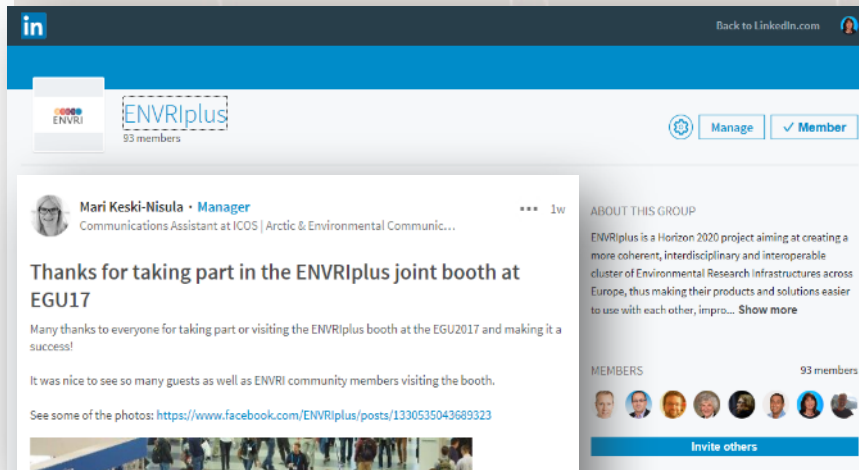 in
Back to LinkedIn.com
ENVRI
ENVRIplus
93 members
Manage
✓ Member
Mari Keski-Nisula · Manager
Communications Assistant at ICOS | Arctic & Environmental Communic...
••• 1w
Thanks for taking part in the ENVRIplus joint booth at
EGU17
Many thanks to everyone for taking part or visiting the ENVRIplus booth at the EGU2017 and making it a
success!
It was nice to see so many guests as well as ENVRI community members visiting the booth.
See some of the photos: https://www.facebook.com/ENVRIplus/posts/1330535043689323
ABOUT THIS GROUP
ENVRIplus is a Horizon 2020 project aiming at creating a
more coherent, interdisciplinary and interoperable
cluster of Environmental Research Infrastructures across
Europe, thus making their products and solutions easier
to use with each other, impro... Show more
MEMBERS
93 members
Invite others